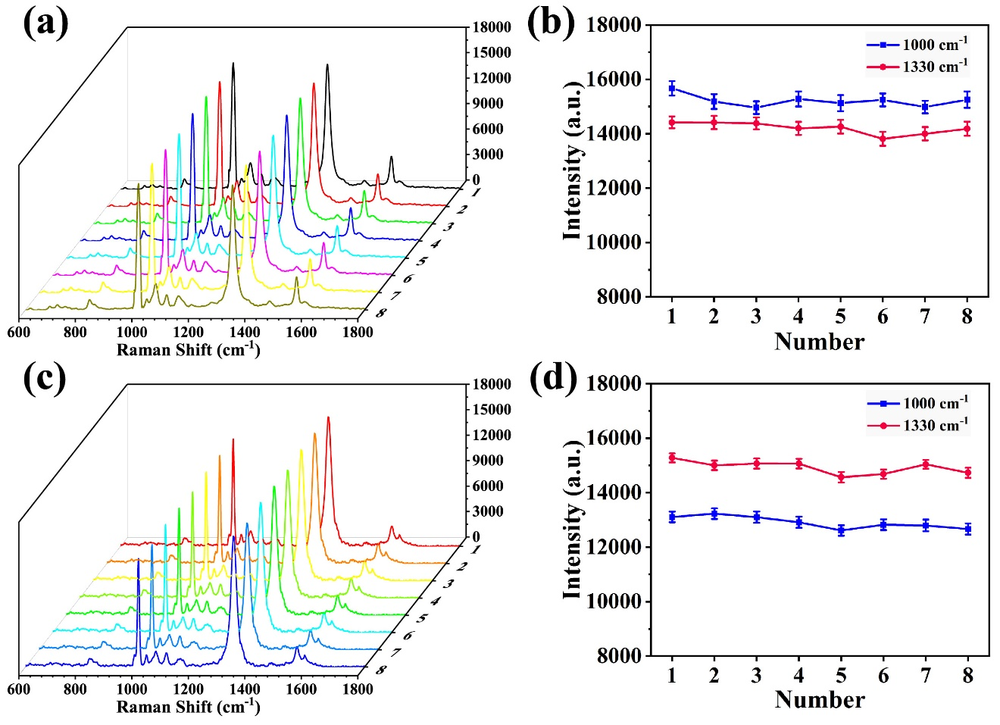 (a)
18000
15000
12000
9000
6000
3000
0
1
2
3
4
5
6
7
8
600 800 1000 1200 1400 1600 1800
Raman Shift (cm-1)
(b)
18000
16000
14000
12000
10000
8000
Intensity (a.u.)
1000 cm-1
1330 cm-1
1 2 3 4 5 6 7 8
Number
(c)
18000
15000
12000
9000
6000
3000
0
1
2
3
4
5
6
7
8
600 800 1000 1200 1400 1600 1800
Raman Shift (cm-1)
(d)
18000
16000
14000
12000
10000
8000
Intensity (a.u.)
1000 cm-1
1330 cm-1
1 2 3 4 5 6 7 8
Number